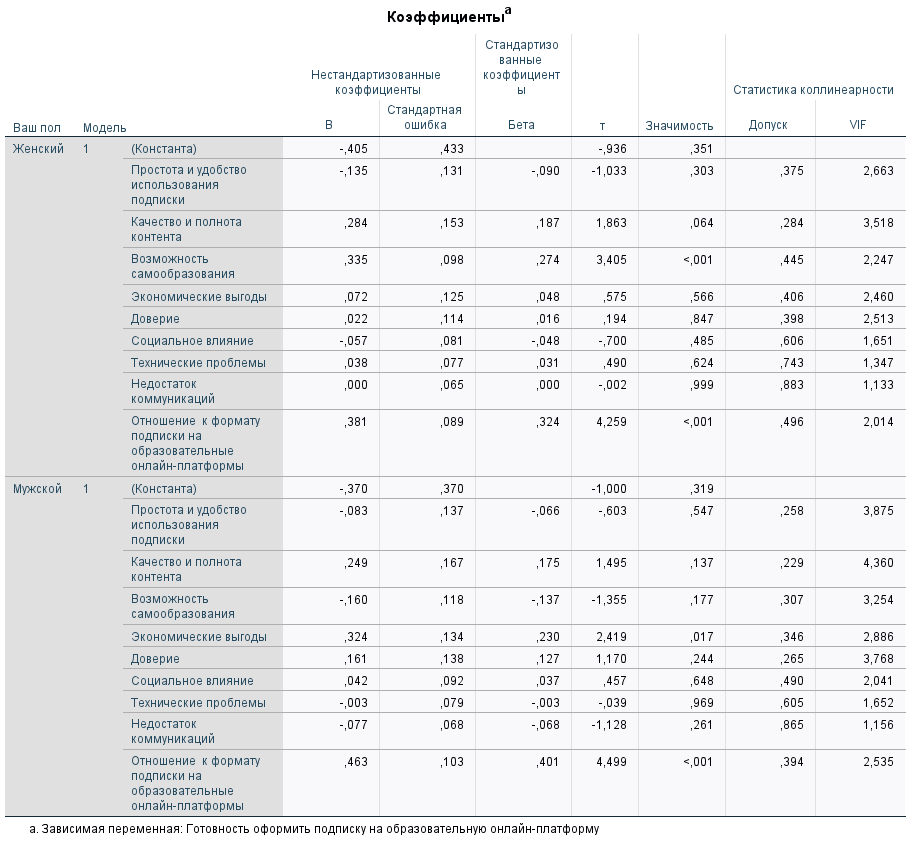 Коэффициентыa
Стандартизо
ванные
коэффициент
ы
Нестандартизованные
коэффициенты
Статистика коллинеарности
Ваш пол Модель B Стандартная
ошибка Бета т Значимость Допуск VIF
Женский 1 (Константа) -,405 ,433 -,936 ,351
Простота и удобство
использования
подписки -,135 ,131 -,090 -1,033 ,303 ,375 2,663
Качество и полнота
контента ,284 ,153 ,187 1,863 ,064 ,284 3,518
Возможность
самообразования ,335 ,098 ,274 3,405 <,001 ,445 2,247
Экономические выгоды ,072 ,125 ,048 ,575 ,566 ,406 2,460
Доверие ,022 ,114 ,016 ,194 ,847 ,398 2,513
Социальное влияние -,057 ,081 -,048 -,700 ,485 ,606 1,651
Технические проблемы ,038 ,077 ,031 ,490 ,624 ,743 1,347
Недостаток
коммуникаций ,000 ,065 ,000 -,002 ,999 ,883 1,133
Отношение к формату
подписки на
образовательные
онлайн-платформы ,381 ,089 ,324 4,259 <,001 ,496 2,014
Мужской 1 (Константа) -,370 ,370 -1,000 ,319
Простота и удобство
использования
подписки -,083 ,137 -,066 -,603 ,547 ,258 3,875
Качество и полнота
контента ,249 ,167 ,175 1,495 ,137 ,229 4,360
Возможность
самообразования -,160 ,118 -,137 -1,355 ,177 ,307 3,254
Экономические выгоды ,324 ,134 ,230 2,419 ,017 ,346 2,886
Доверие ,161 ,138 ,127 1,170 ,244 ,265 3,768
Социальное влияние ,042 ,092 ,037 ,457 ,648 ,490 2,041
Технические проблемы -,003 ,079 -,003 -,039 ,969 ,605 1,652
Недостаток
коммуникаций -,077 ,068 -,068 -1,128 ,261 ,865 1,156
Отношение к формату
подписки на
образовательные
онлайн-платформы ,463 ,103 ,401 4,499 <,001 ,394 2,535
a. Зависимая переменная: Готовность оформить подписку на образовательную онлайн-платформу